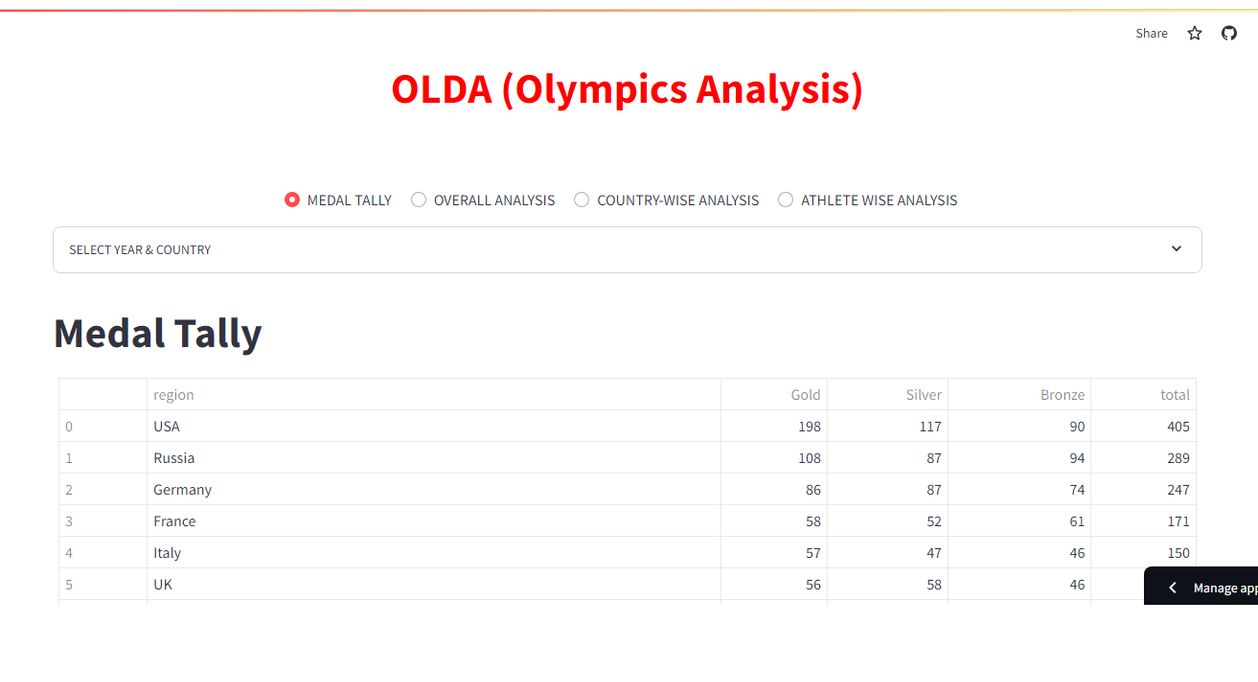 Share
OLDA (Olympics Analysis)
MEDAL TALLY OVERALL ANALYSIS COUNTRY-WISE ANALYSIS ATHLETE WISE ANALYSIS
SELECT YEAR & COUNTRY
Medal Tally
region Gold Silver Bronze total
0 USA 198 117 90 405
1 Russia 108 87 94 289
2 Germany 86 87 74 247
3 France 58 52 61 171
4 Italy 57 47 46 150
5 UK 56 58 46
Manage app